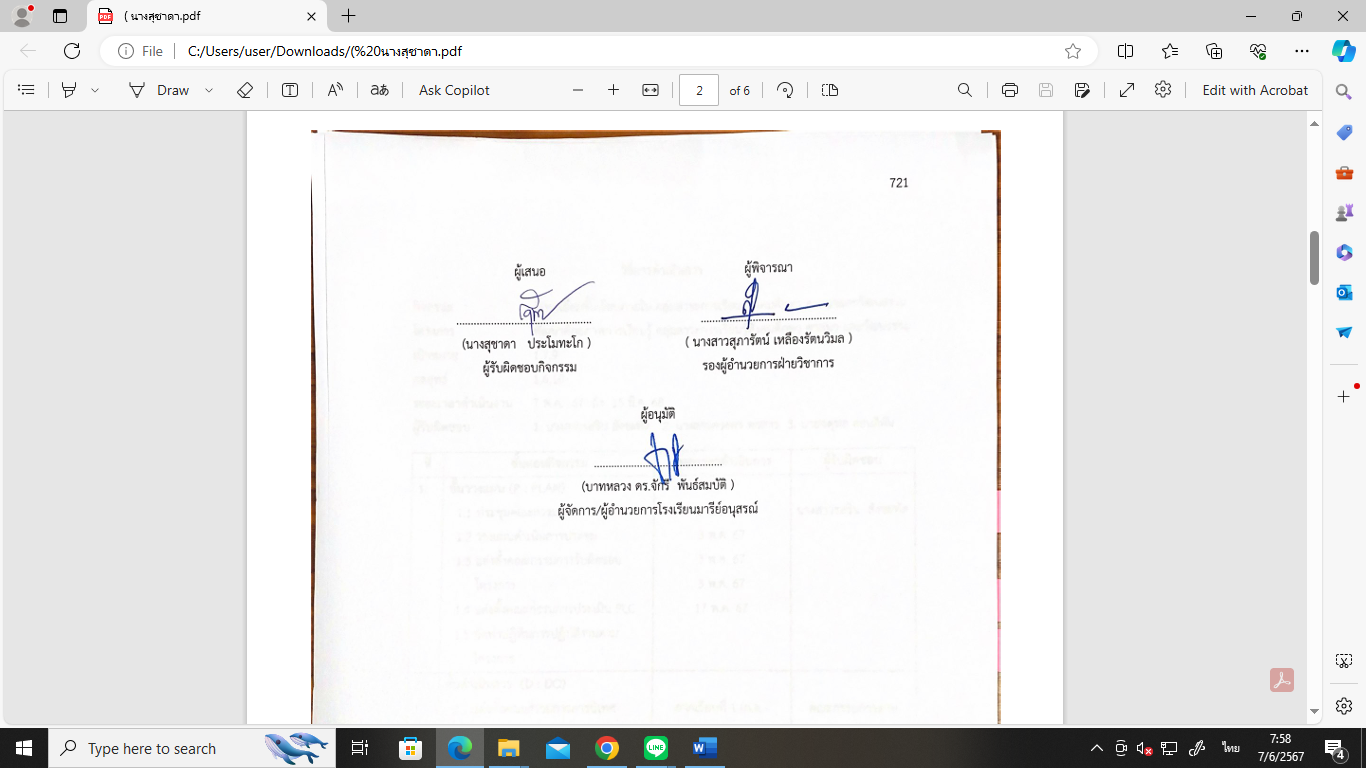 ( นางสุชาดา.pdf
File
C:/Users/user/Downloads/(%20นางสุชาดา.pdf
Draw
Ask Copilot
2 of 6
Edit with Acrobat
721
ผู้เสนอ
ผู้พิจารณา
(นางสุชาดา ประโมทะโก )
( นางสาวสุภารัตน์ เหลืองรัตนวิมล )
ผู้รับผิดชอบกิจกรรม
รองผู้อำนวยการฝ่ายวิชาการ
ผู้อนุมัติ
(บาทหลวง ดร.จักรี พันธ์สมบัติ )
ผู้จัดการ/ผู้อำนวยการโรงเรียนมารีย์อนุสรณ์
Type here to search
ไทย
7:58
7/6/2567
4